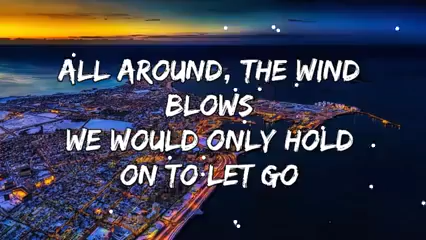 ALL AROUND, THE WIND
BLOWS
WE WOULD ONLY HOLD
ON TO LET GO